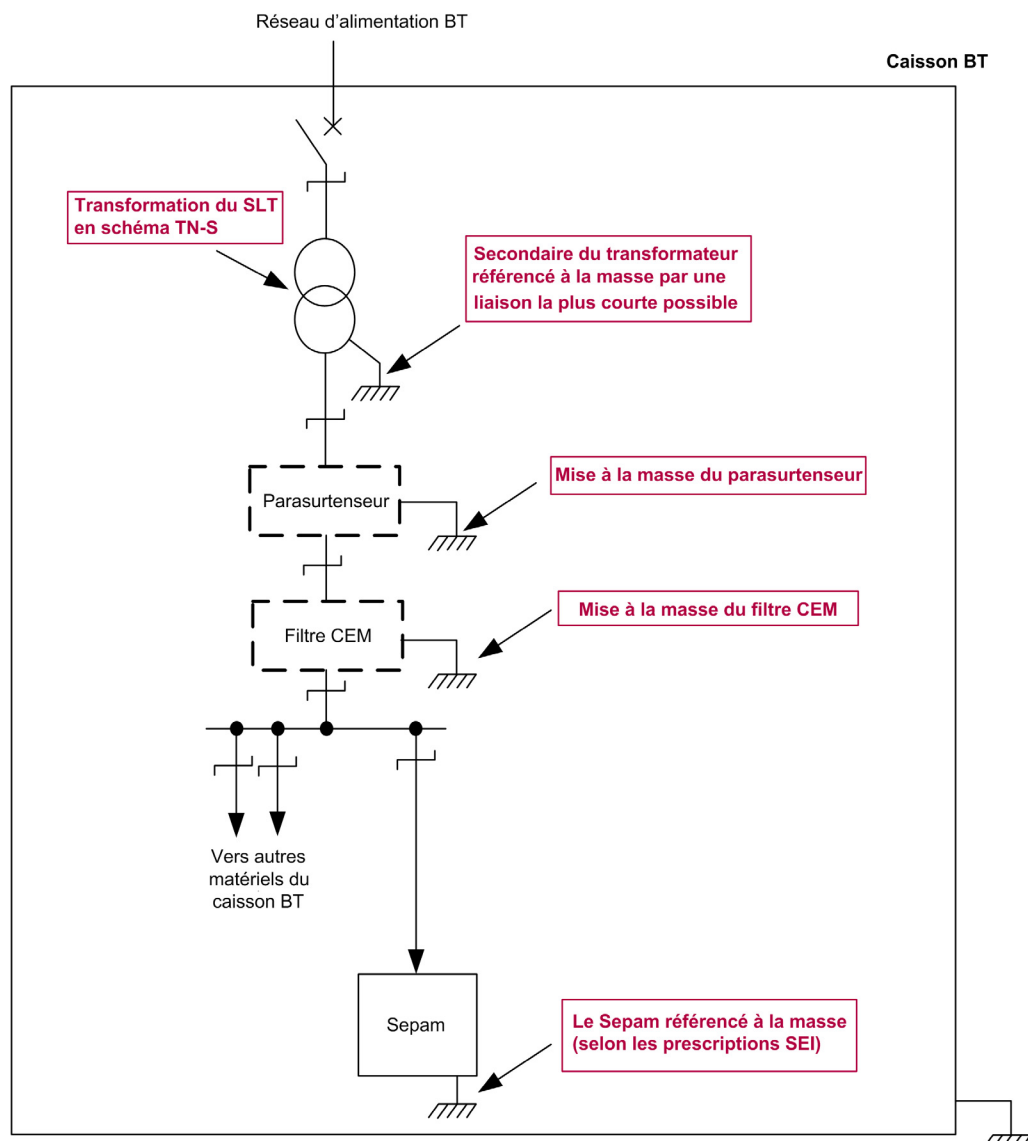 Réseau d'alimentation BT
Caisson BT
Transformation du SLT
en schéma TN-S
Secondaire du transformateur
référencé à la masse par une
liaison la plus courte possible
Mise à la masse du parasurtenseur
Parasurtenseur
Mise à la masse du filtre CEM
Filtre CEM
Vers autres
matériels du
caisson BT
Sepam
Le Sepam référencé à la masse
(selon les prescriptions SEI)